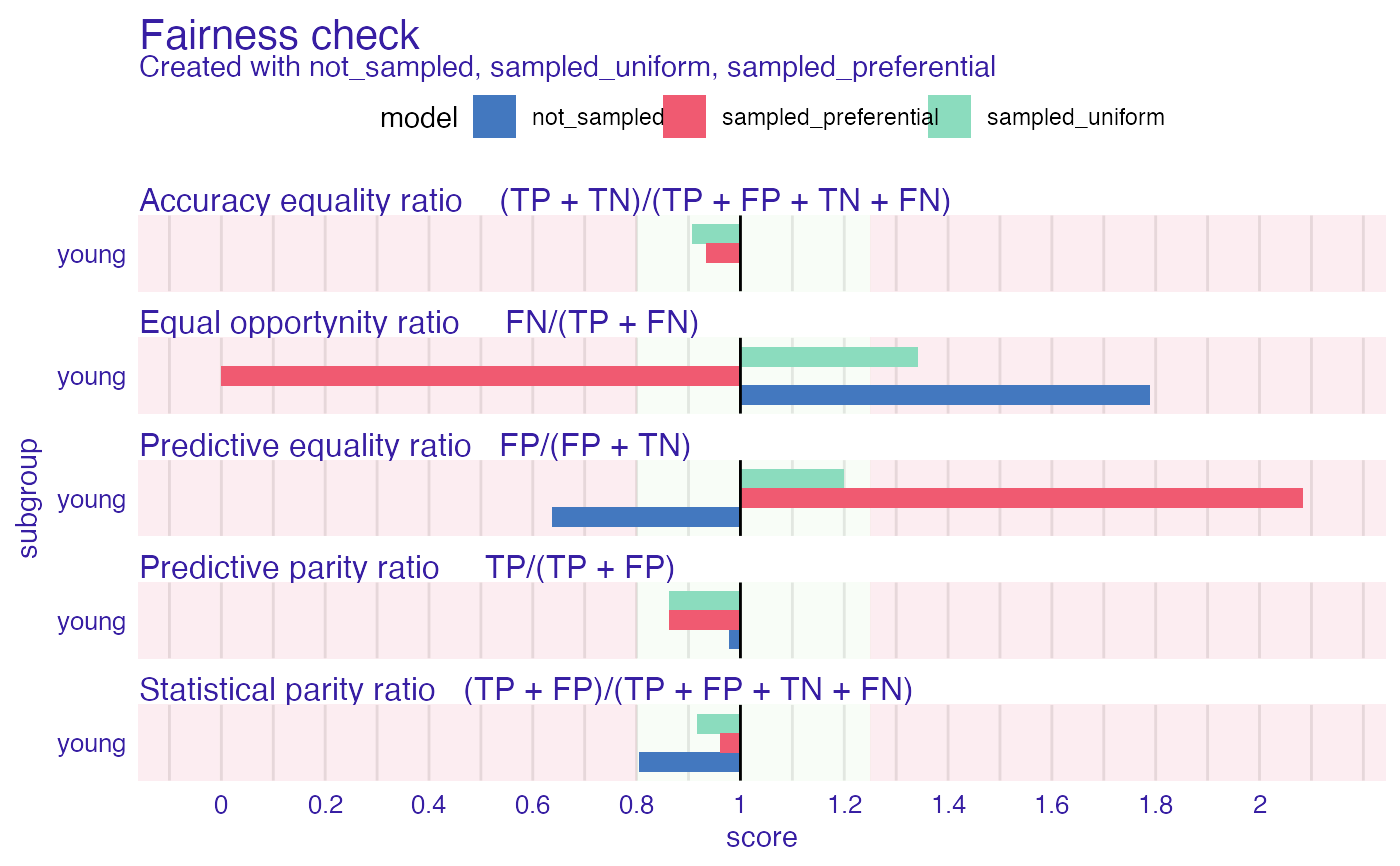 Fairness check
Created with not_sampled, sampled_uniform, sampled_preferential
model not_sampled sampled_preferential sampled_uniform
Accuracy equality ratio (TP + TN)/(TP + FP + TN + FN)
young
Equal opportynity ratio FN/(TP + FN)
young
Predictive equality ratio FP/(FP + TN)
young
Predictive parity ratio TP/(TP + FP)
young
Statistical parity ratio (TP + FP)/(TP + FP + TN + FN)
young
subgroup
0 0.2 0.4 0.6 0.8 1 1.2 1.4 1.6 1.8 2
score